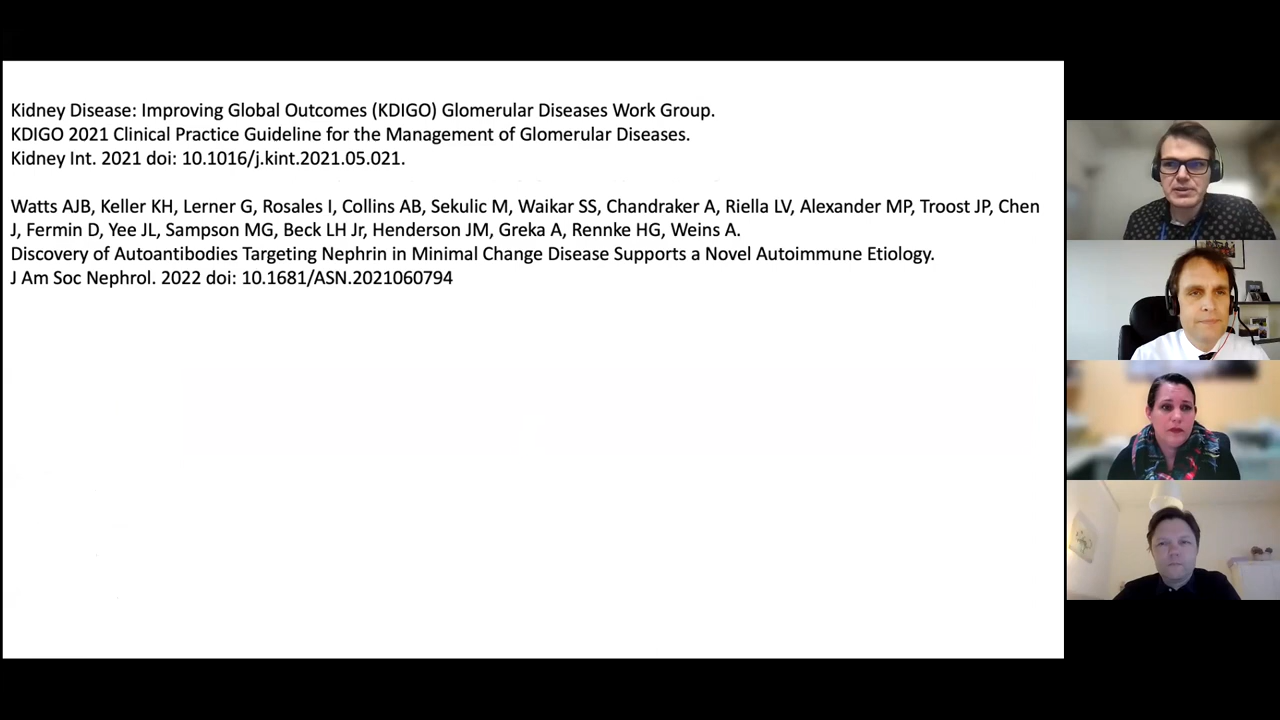 Kidney Disease: Improving Global Outcomes (KDIGO) Glomerular Diseases Work Group.
KDIGO 2021 Clinical Practice Guideline for the Management of Glomerular Diseases.
Kidney Int. 2021 doi: 10.1016/j.kint.2021.05.021.
Watts AJB, Keller KH, Lerner G, Rosales I, Collins AB, Sekulic M, Waikar SS, Chandraker A, Riella LV, Alexander MP, Troost JP, Chen
J, Fermin D, Yee JL, Sampson MG, Beck LH Jr, Henderson JM, Greka A, Rennke HG, Weins A.
Discovery of Autoantibodies Targeting Nephrin in Minimal Change Disease Supports a Novel Autoimmune Etiology.
J Am Soc Nephrol. 2022 doi: 10.1681/ASN.2021060794